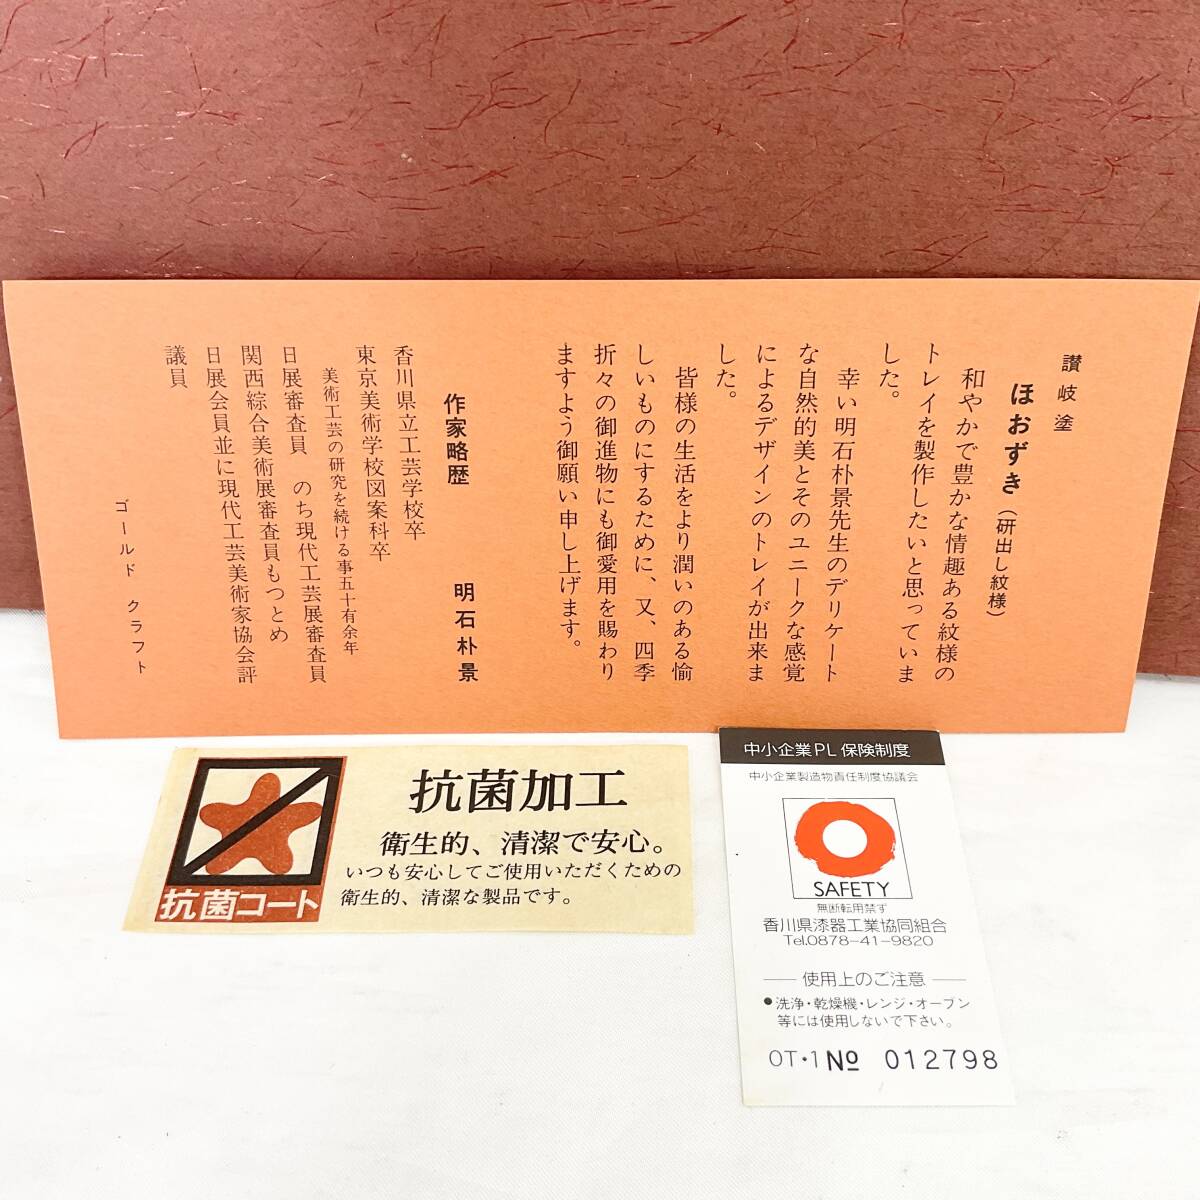 讃岐塗
ほおずき(研出し紋様)
和やかで豊かな情趣ある紋様の
トレイを製作したいと思っていま
した。
幸い明石朴景先生のデリケート
な自然的美とそのユニークな感覚
によるデザインのトレイが出来ま
した。
皆様の生活をより潤いのある愉
しいものにするために、又、四季
折々の御進物にも御愛用を賜わり
ますよう御願い申し上げます。
作家略歴　明石朴景
香川県立工芸学校卒
東京美術学校図案科卒
美術工芸の研究を続ける事五十有余年
日展審査員　のち現代工芸展審査員
関西綜合美術展審査員もつとめ
日展会員並に現代工芸美術家協会評
議員
ゴールド クラフト
抗菌加工
衛生的、清潔で安心。
いつも安心してご使用いただくための
衛生的、清潔な製品です。
抗菌コート
中小企業PL保険制度
中小企業製造物責任制度協議会
SAFETY
無断転用禁ず
香川県漆器工業協同組合
Tel.0878-41-9820
使用上のご注意
●洗浄・乾燥機・レンジ・オーブン
等には使用しないで下さい。
OT・1 № 012798